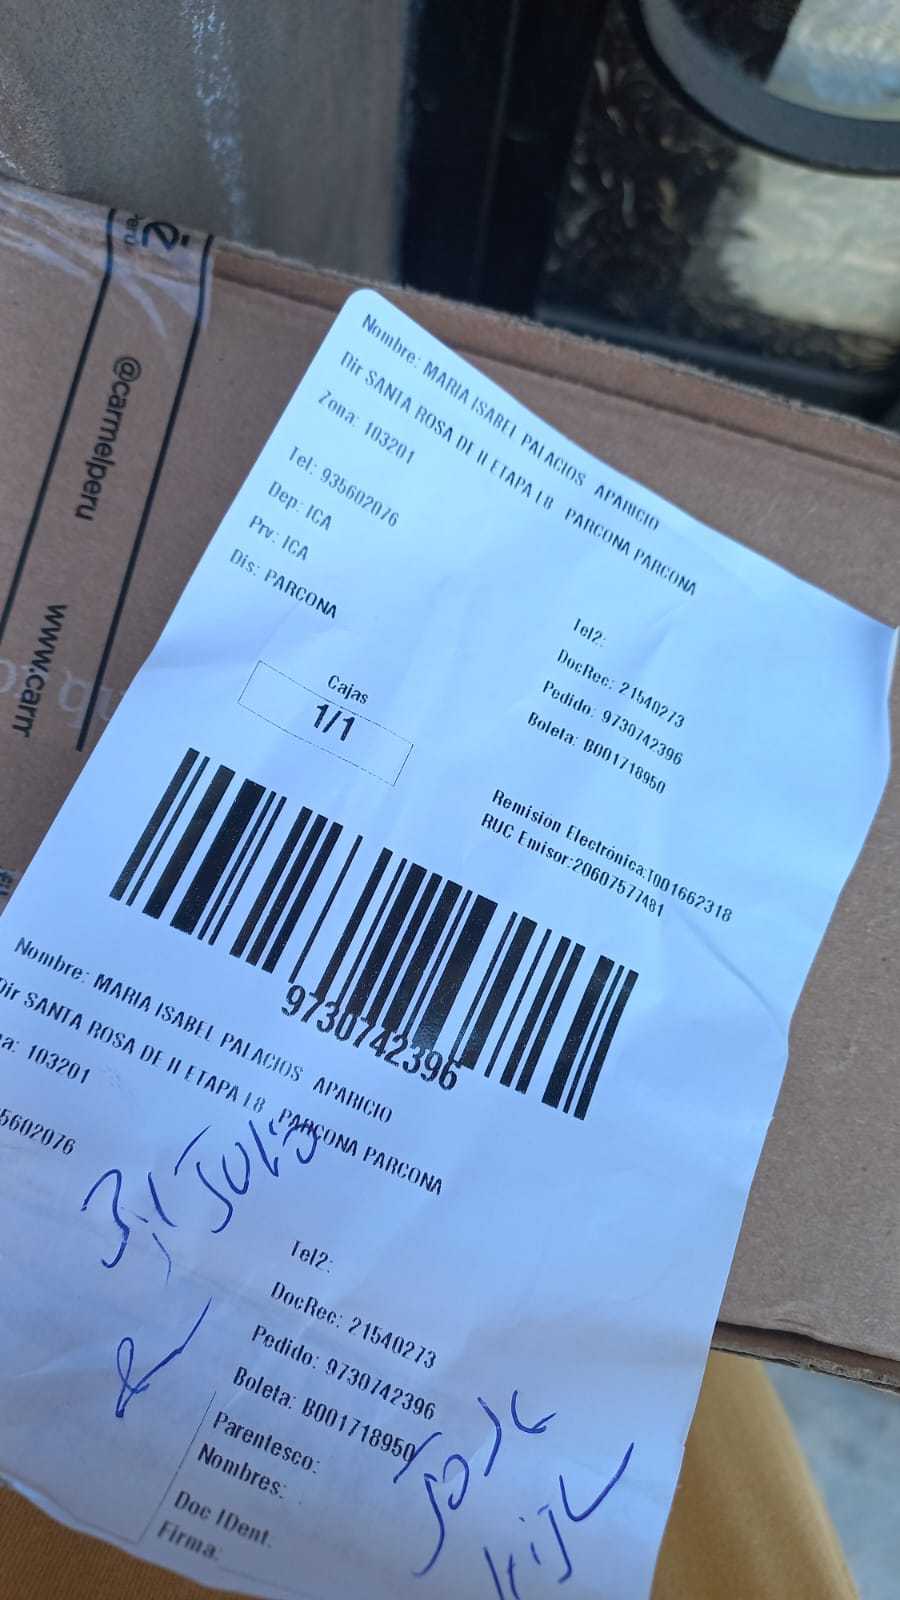 @carmelperu
www.carm
Nombre: MARIA ISABEL PALACIOS APARICIO
Dir SANTA ROSA DE II ETAPA L8 PARCONA PARCONA
Zona: 103201
Tel: 935602076
Dep: ICA
Prv: ICA
Dis: PARCONA
Tel2:
DocRec: 21540273
Pedido: 9730742396
Boleta: B001718950
Cajas
1/1
Remision Electrónica:T001662318
RUC Emisor:20607577481
9730742396
Nombre: MARIA ISABEL PALACIOS APARICIO
Dir SANTA ROSA DE II ETAPA L8 PARCONA PARCONA
na: 103201
5602076
Tel2:
DocRec: 21540273
Pedido: 9730742396
Boleta: B001718950
Parentesco:
Nombres:
Doc IDent.
Firma: